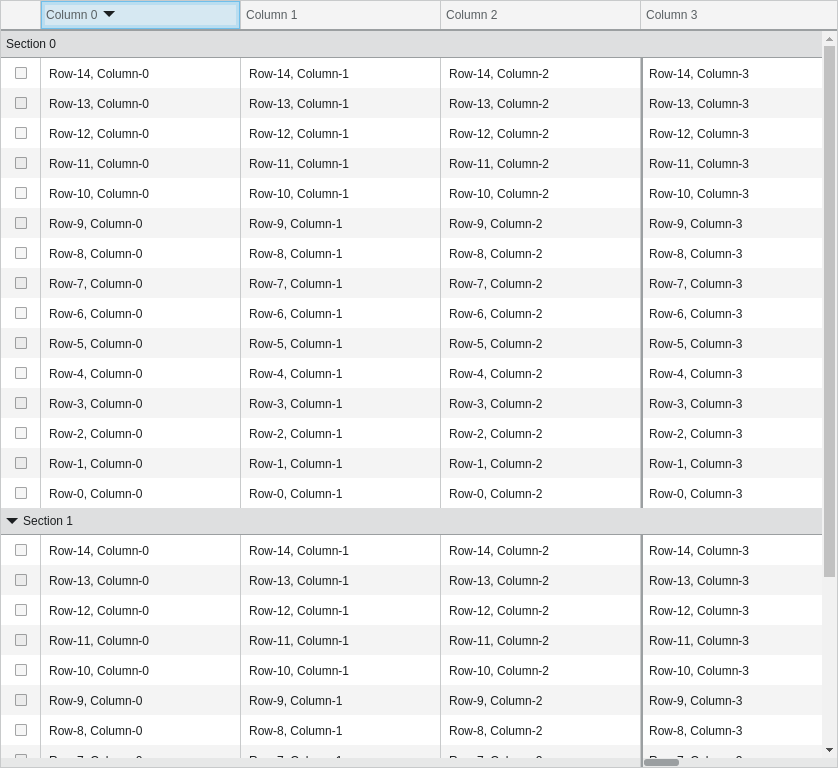 Column 0 Column 1 Column 2 Column 3
Section 0
Row-14, Column-0 Row-14, Column-1 Row-14, Column-2 Row-14, Column-3
Row-13, Column-0 Row-13, Column-1 Row-13, Column-2 Row-13, Column-3
Row-12, Column-0 Row-12, Column-1 Row-12, Column-2 Row-12, Column-3
Row-11, Column-0 Row-11, Column-1 Row-11, Column-2 Row-11, Column-3
Row-10, Column-0 Row-10, Column-1 Row-10, Column-2 Row-10, Column-3
Row-9, Column-0 Row-9, Column-1 Row-9, Column-2 Row-9, Column-3
Row-8, Column-0 Row-8, Column-1 Row-8, Column-2 Row-8, Column-3
Row-7, Column-0 Row-7, Column-1 Row-7, Column-2 Row-7, Column-3
Row-6, Column-0 Row-6, Column-1 Row-6, Column-2 Row-6, Column-3
Row-5, Column-0 Row-5, Column-1 Row-5, Column-2 Row-5, Column-3
Row-4, Column-0 Row-4, Column-1 Row-4, Column-2 Row-4, Column-3
Row-3, Column-0 Row-3, Column-1 Row-3, Column-2 Row-3, Column-3
Row-2, Column-0 Row-2, Column-1 Row-2, Column-2 Row-2, Column-3
Row-1, Column-0 Row-1, Column-1 Row-1, Column-2 Row-1, Column-3
Row-0, Column-0 Row-0, Column-1 Row-0, Column-2 Row-0, Column-3
Section 1
Row-14, Column-0 Row-14, Column-1 Row-14, Column-2 Row-14, Column-3
Row-13, Column-0 Row-13, Column-1 Row-13, Column-2 Row-13, Column-3
Row-12, Column-0 Row-12, Column-1 Row-12, Column-2 Row-12, Column-3
Row-11, Column-0 Row-11, Column-1 Row-11, Column-2 Row-11, Column-3
Row-10, Column-0 Row-10, Column-1 Row-10, Column-2 Row-10, Column-3
Row-9, Column-0 Row-9, Column-1 Row-9, Column-2 Row-9, Column-3
Row-8, Column-0 Row-8, Column-1 Row-8, Column-2 Row-8, Column-3